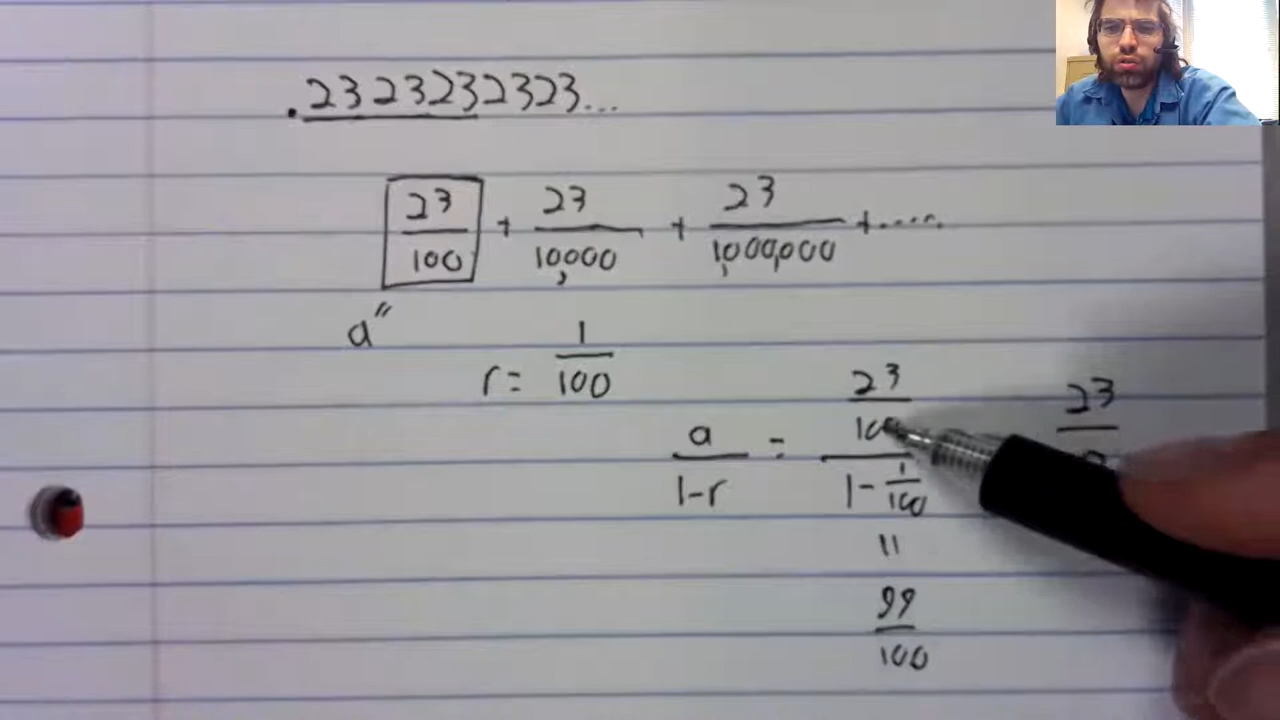 .2323232323...
23/100 + 23/10,000 + 23/1,000,000 + .....
a"
r = 1/100
a/(1-r) = (23/100)/(1 - 1/100) 23/
"
99/100